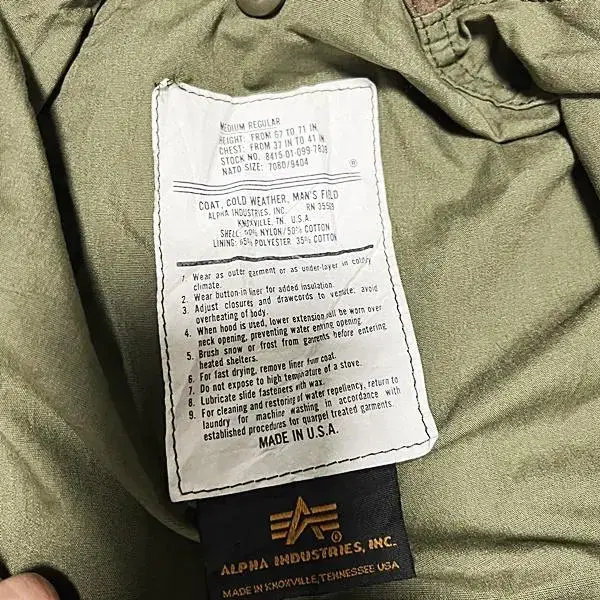 MEDIUM REGULAR
HEIGHT: FROM 67 TO 71 IN.
CHEST: FROM 37 IN TO 41 IN.
STOCK NO. 8415-01-099-7839
NATO SIZE: 7080/9404
®
COAT, COLD WEATHER, MAN'S FIELD
ALPHA INDUSTRIES, INC. RN 35589
KNOXVILLE, TN. U.S.A.
SHELL: 50% NYLON/50% COTTON
LINING: 65% POLYESTER 35% COTTON
1. Wear as outer garment or as under-layer in coldly
climate.
2. Wear button-in liner for added insulation.
3. Adjust closures and drawcords to ventilate; avoid
overheating of body.
4. When hood is used, lower extension will be worn over
neck opening, preventing water entring opening.
5. Brush snow or frost from garments before entering
heated shelters.
6. For fast drying, remove liner from coat.
7. Do not expose to high temperature of a stove.
8. Lubricate slide fasteners with wax.
9. For cleaning and restoring of water repellency, return to
laundry for machine washing in accordance with
established procedures for quarpel treated garments.
MADE IN U.S.A.
®
ALPHA INDUSTRIES, INC.
MADE IN KNOXVILLE, TENNESSEE USA